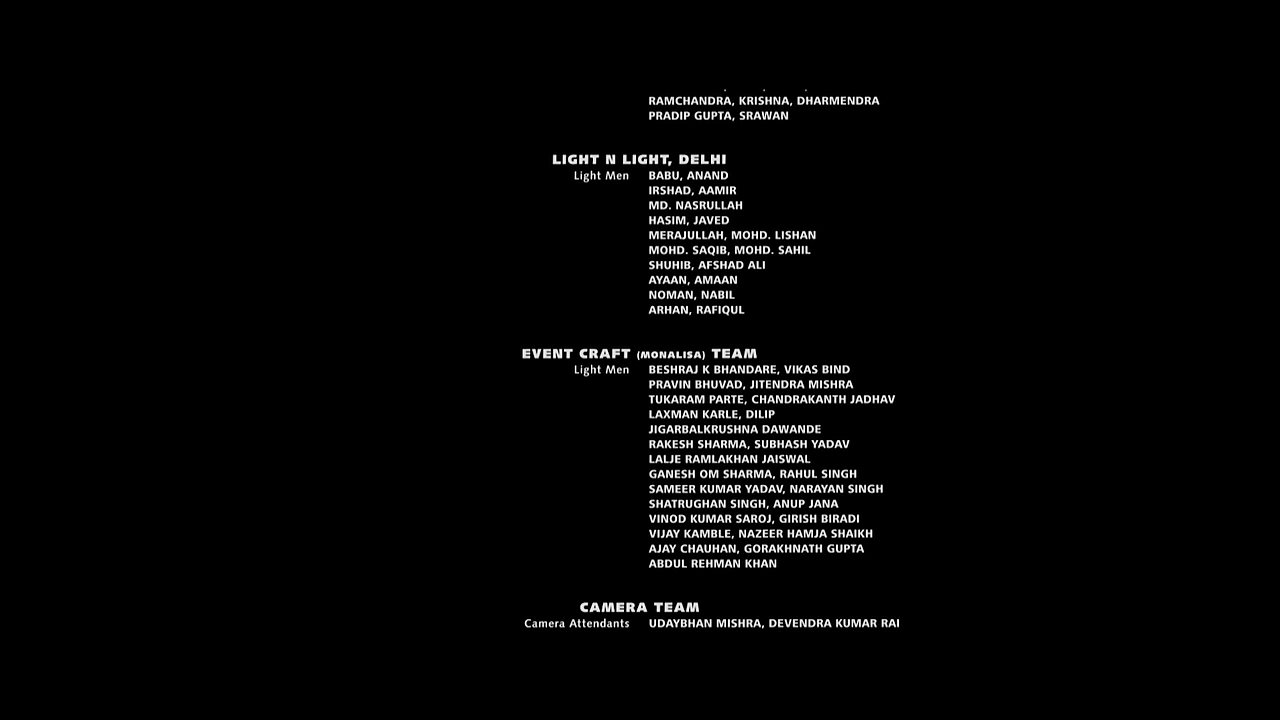 RAMCHANDRA, KRISHNA, DHARMENDRA
PRADIP GUPTA, SRAWAN
LIGHT N LIGHT, DELHI
Light Men BABU, ANAND
IRSHAD, AAMIR
MD. NASRULLAH
HASIM, JAVED
MERAJULLAH, MOHD. LISHAN
MOHD. SAQIB, MOHD. SAHIL
SHUHIB, AFSHAD ALI
AYAAN, AMAAN
NOMAN, NABIL
ARHAN, RAFIQUL
EVENT CRAFT (MONALISA) TEAM
Light Men BESHRAJ K BHANDARE, VIKAS BIND
PRAVIN BHUVAD, JITENDRA MISHRA
TUKARAM PARTE, CHANDRAKANTH JADHAV
LAXMAN KARLE, DILIP
JIGARBALKRUSHNA DAWANDE
RAKESH SHARMA, SUBHASH YADAV
LALJE RAMLAKHAN JAISWAL
GANESH OM SHARMA, RAHUL SINGH
SAMEER KUMAR YADAV, NARAYAN SINGH
SHATRUGHAN SINGH, ANUP JANA
VINOD KUMAR SAROJ, GIRISH BIRADI
VIJAY KAMBLE, NAZEER HAMJA SHAIKH
AJAY CHAUHAN, GORAKHNATH GUPTA
ABDUL REHMAN KHAN
CAMERA TEAM
Camera Attendants UDAYBHAN MISHRA, DEVENDRA KUMAR RAI